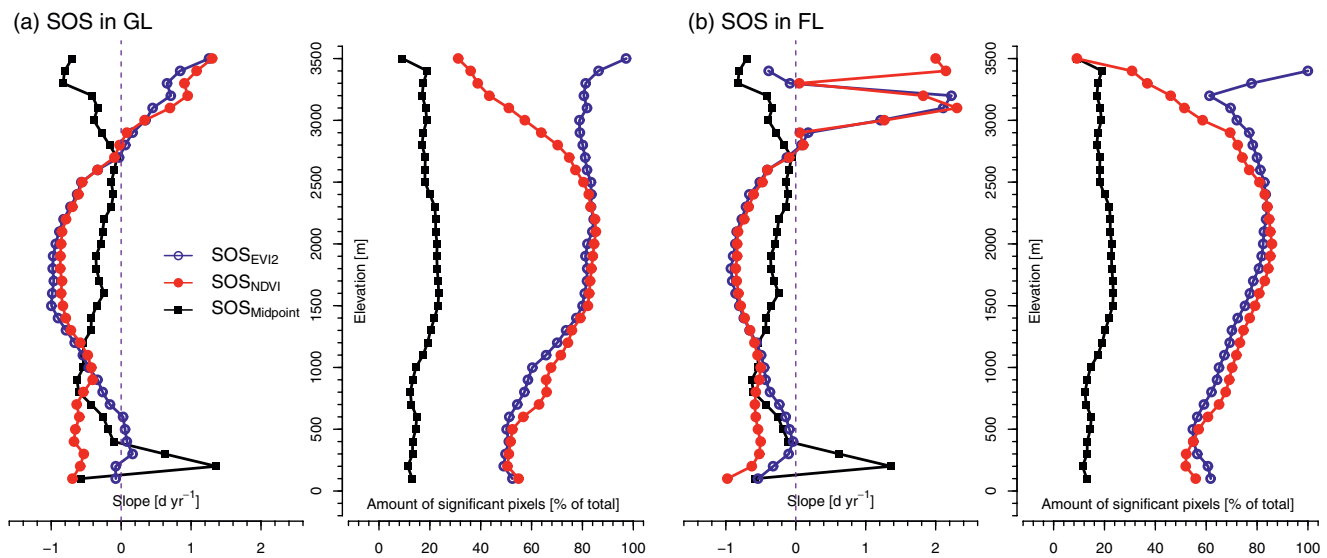 (a) SOS in GL
(b) SOS in FL
3500
3000
2500
2000
1500
1000
500
0
Elevation [m]
SOS_EVI2
SOS_NDVI
SOS_Midpoint
Slope [d yr⁻¹]
Amount of significant pixels [% of total]
−1 0 1 2
0 20 40 60 80 100
3500
3000
2500
2000
1500
1000
500
0
Elevation [m]
Slope [d yr⁻¹]
Amount of significant pixels [% of total]
−1 0 1 2
0 20 40 60 80 100